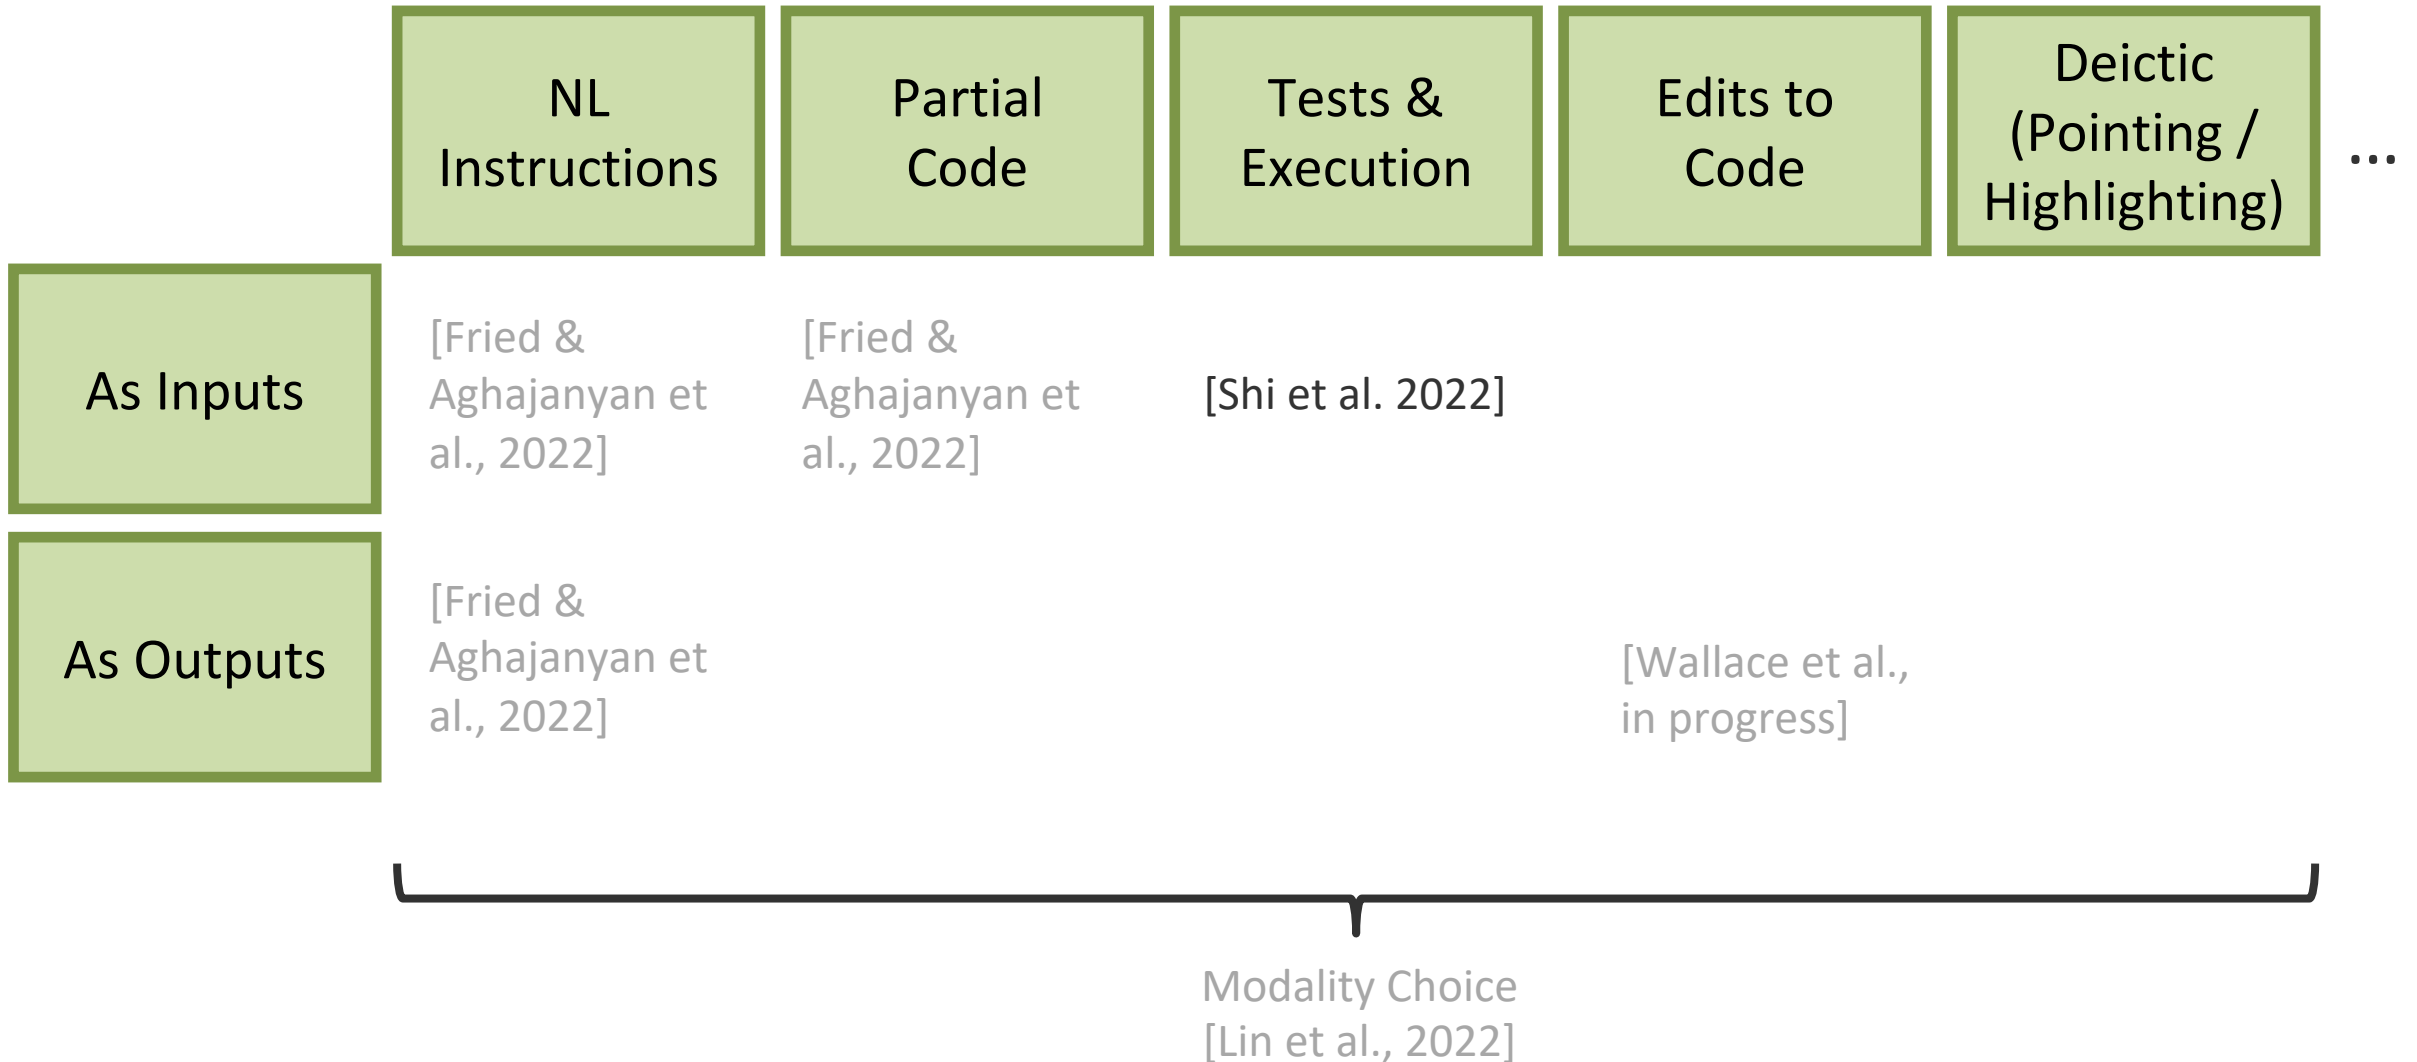 NL
Instructions
Partial
Code
Tests &
Execution
Edits to
Code
Deictic
(Pointing /
Highlighting)
...
As Inputs
[Fried &
Aghajanyan et
al., 2022]
[Fried &
Aghajanyan et
al., 2022]
[Shi et al. 2022]
As Outputs
[Fried &
Aghajanyan et
al., 2022]
[Wallace et al.,
in progress]
Modality Choice
[Lin et al., 2022]